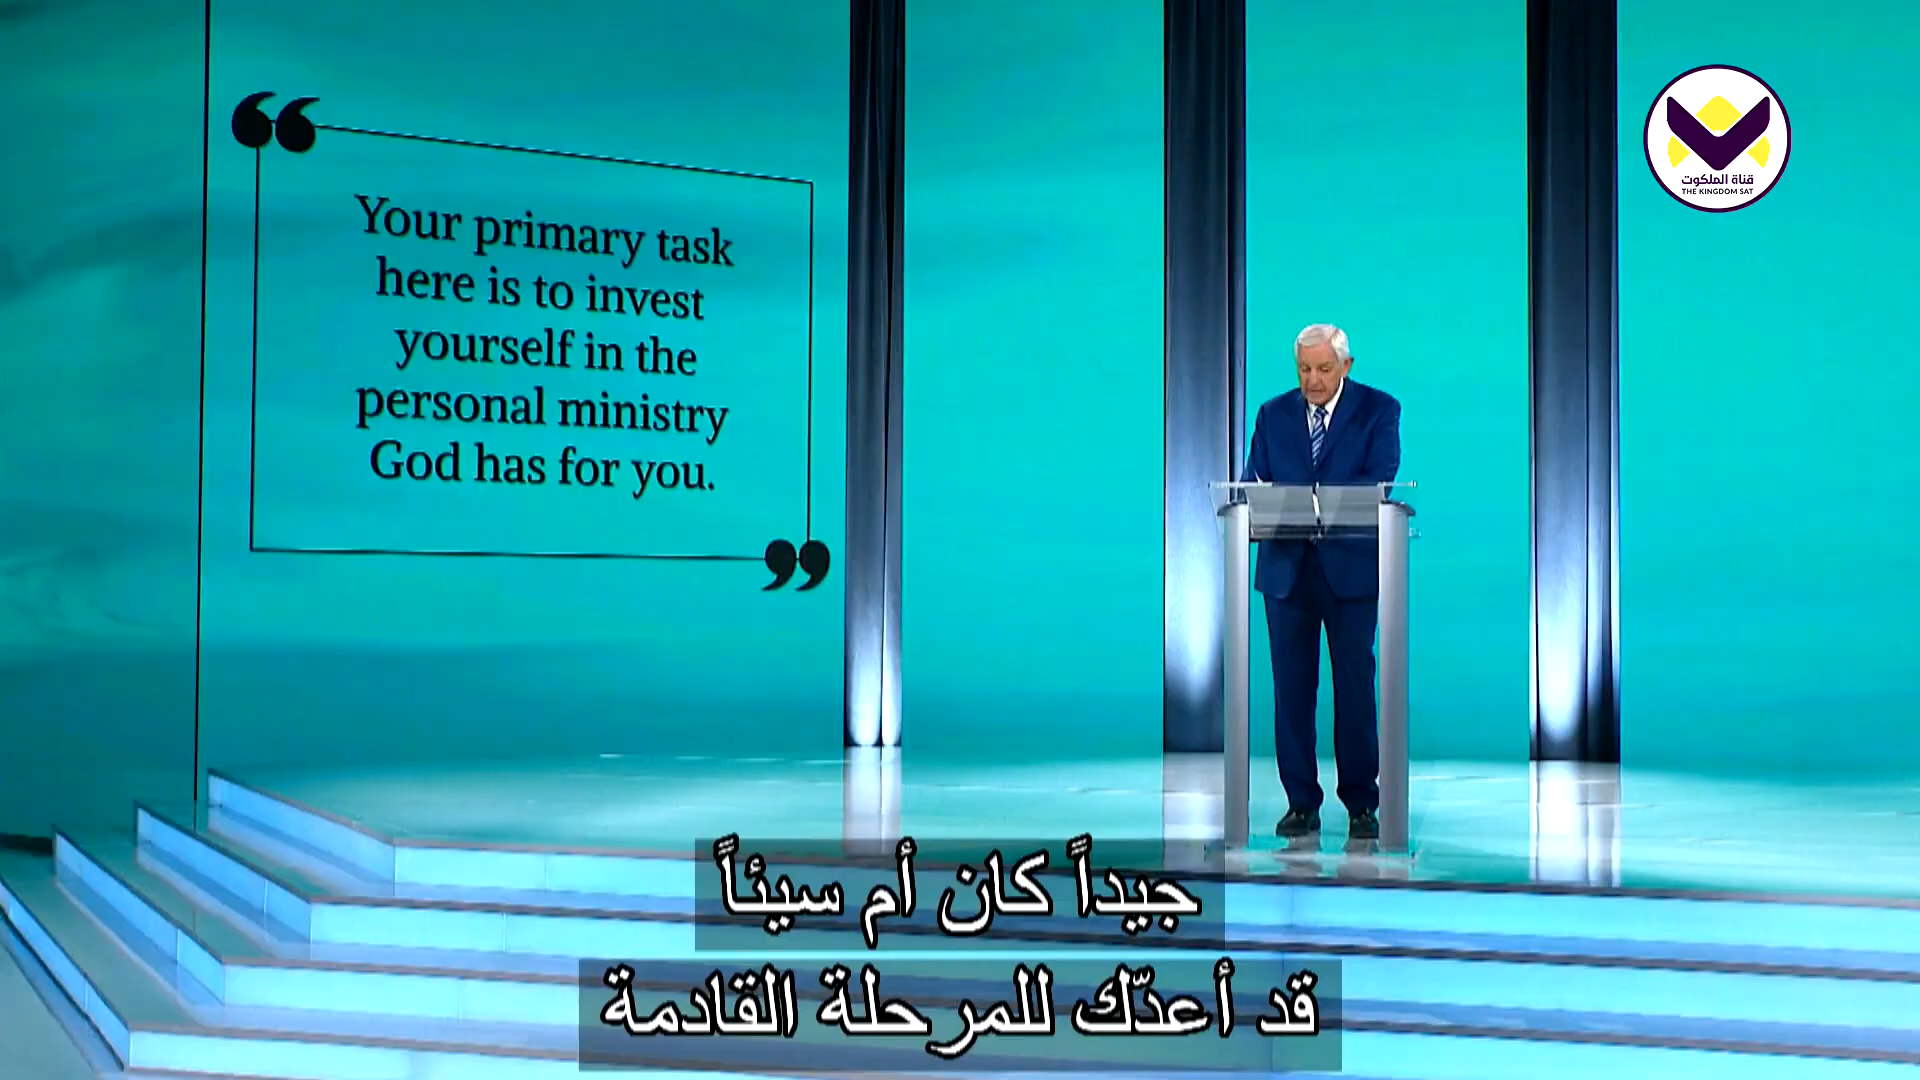 Your primary task
here is to invest
yourself in the
personal ministry
God has for you.
قناة الملكوت
THE KINGDOM SAT
جيداً كان أم سيئاً
قد أعدّك للمرحلة القادمة